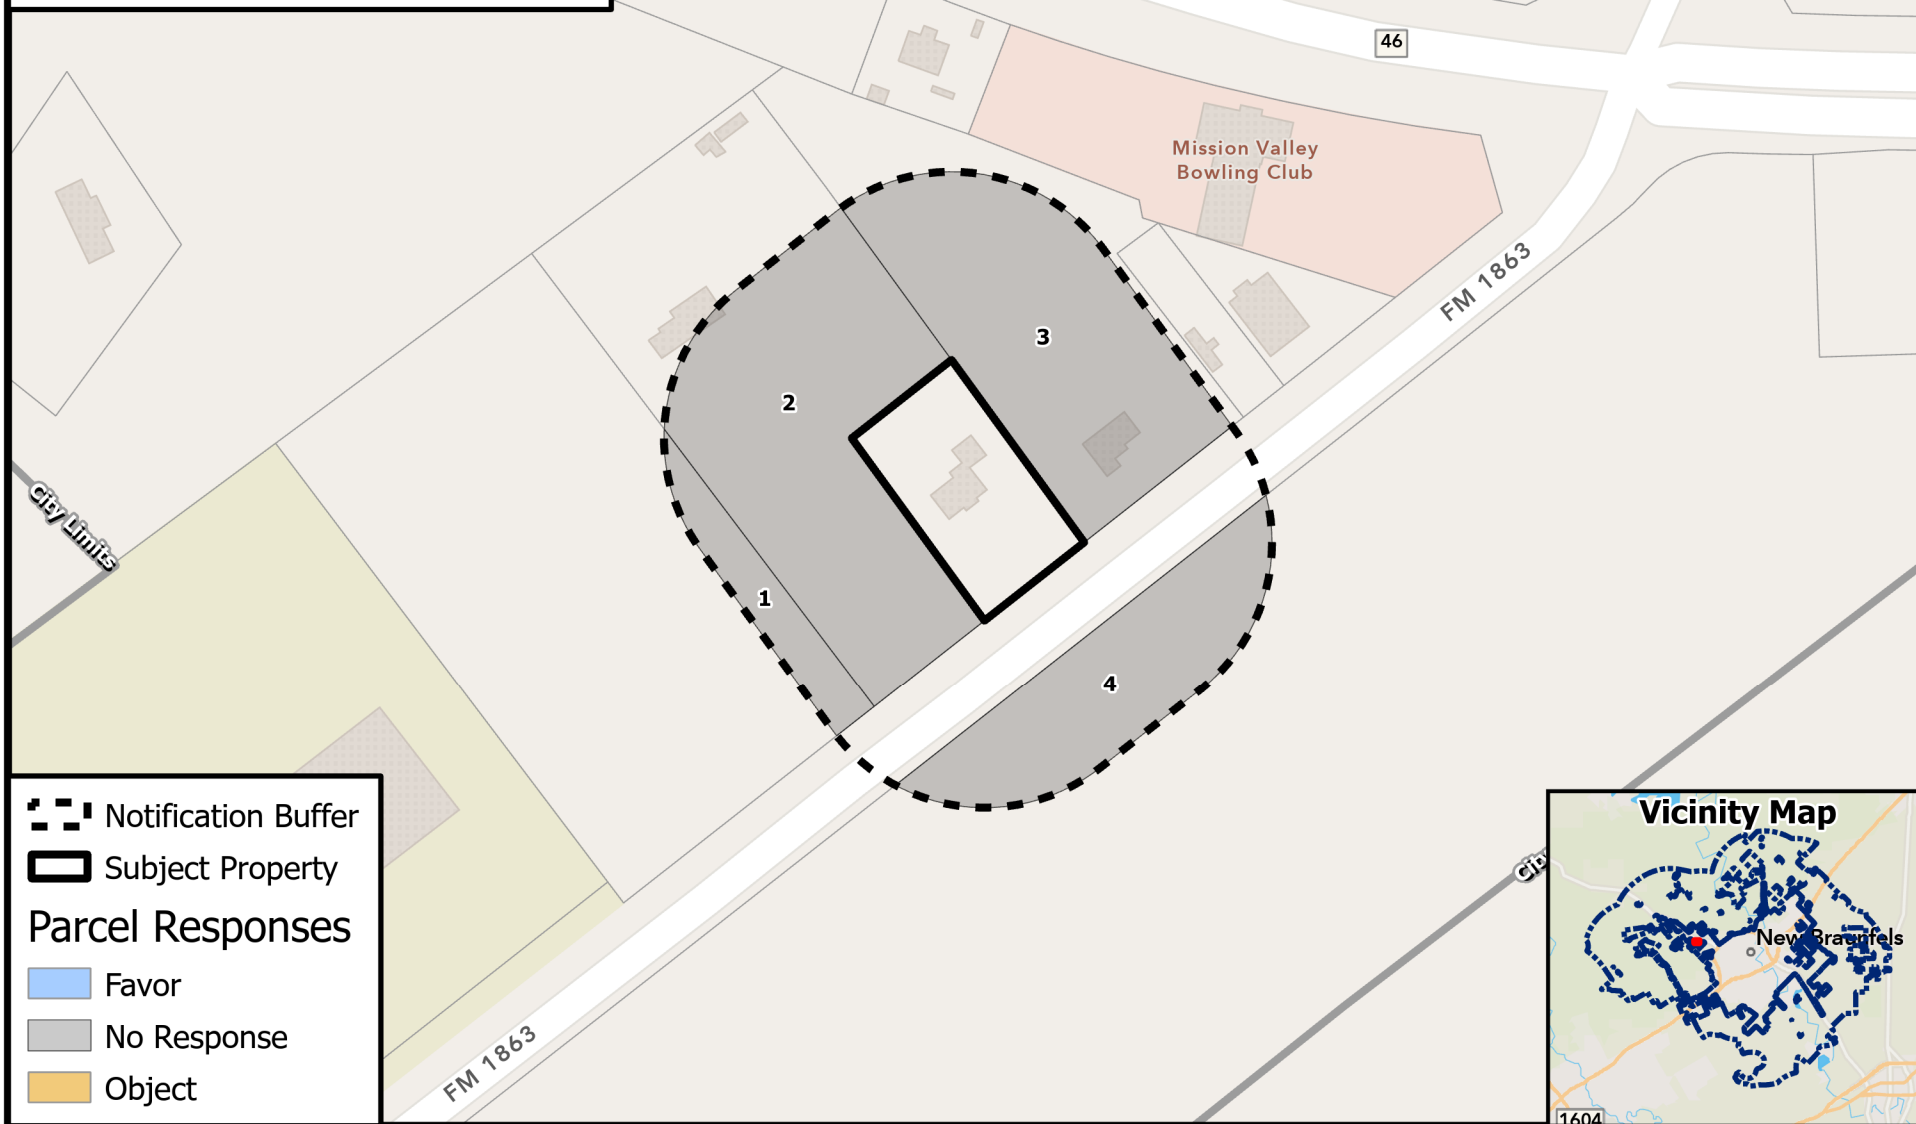 46
Mission Valley
Bowling Club
FM 1863
3
2
City Limits
1
4
Notification Buffer
Subject Property
Parcel Responses
Favor
No Response
Object
FM 1863
City
Vicinity Map
New Braunfels
1604